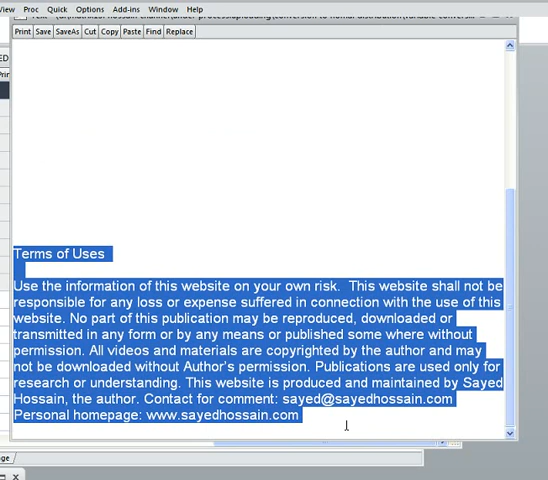 View Proc Quick Options Add-ins Window Help
Print Save SaveAs Cut Copy Paste Find Replace
Terms of Uses
Use the information of this website on your own risk.  This website shall not be
responsible for any loss or expense suffered in connection with the use of this
website. No part of this publication may be reproduced, downloaded or
transmitted in any form or by any means or published some where without
permission. All videos and materials are copyrighted by the author and may
not be downloaded without Author's permission. Publications are used only for
research or understanding. This website is produced and maintained by Sayed
Hossain, the author. Contact for comment: sayed@sayedhossain.com
Personal homepage: www.sayedhossain.com